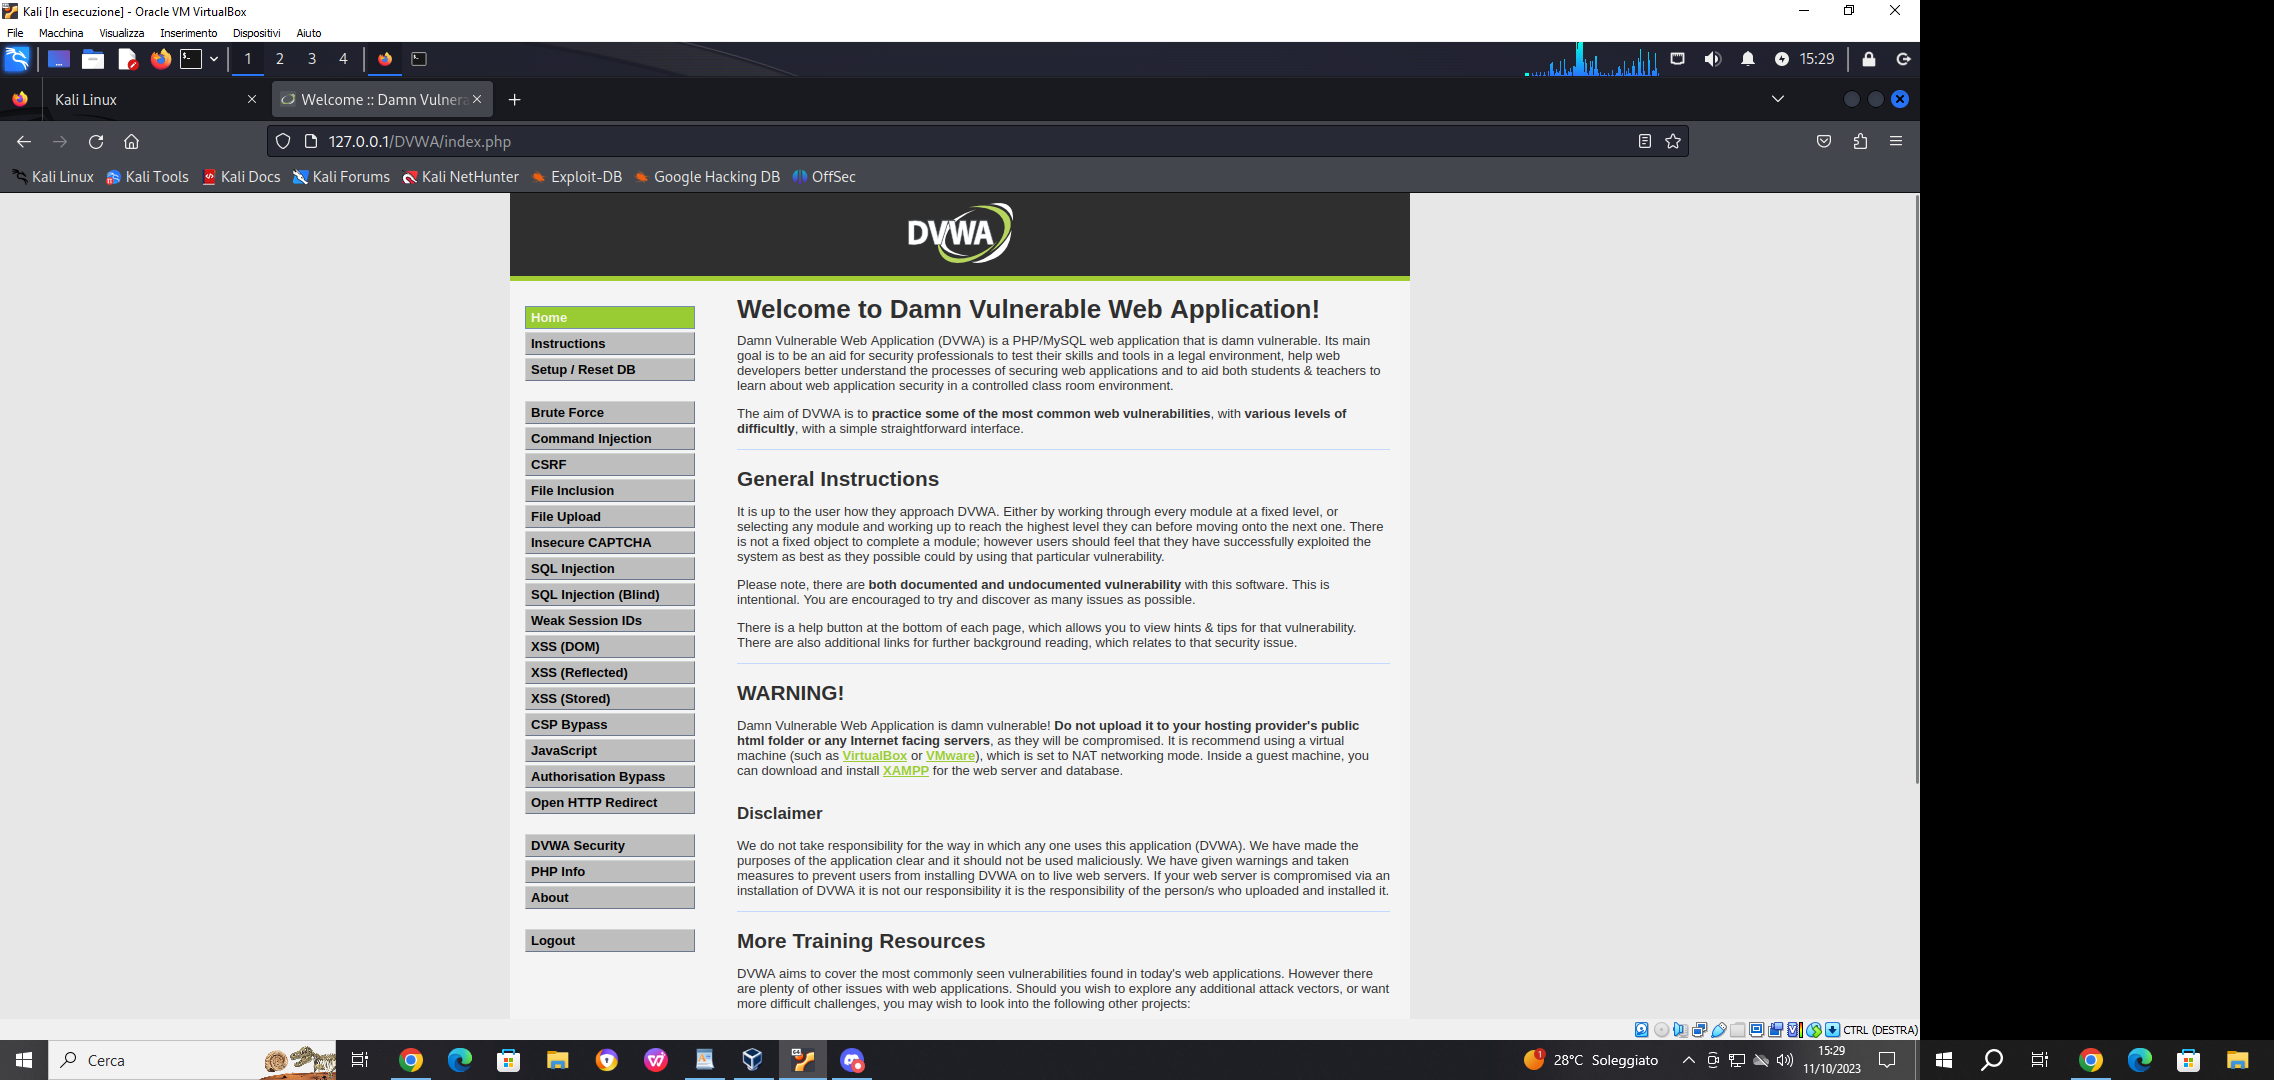 Kali [In esecuzione] - Oracle VM VirtualBox
File Macchina Visualizza Inserimento Dispositivi Aiuto
1 2 3 4
15:29
Kali Linux
Welcome :: Damn Vulnera
127.0.0.1/DVWA/index.php
Kali Linux Kali Tools Kali Docs Kali Forums Kali NetHunter Exploit-DB Google Hacking DB OffSec
DVWA
Home
Instructions
Setup / Reset DB
Brute Force
Command Injection
CSRF
File Inclusion
File Upload
Insecure CAPTCHA
SQL Injection
SQL Injection (Blind)
Weak Session IDs
XSS (DOM)
XSS (Reflected)
XSS (Stored)
CSP Bypass
JavaScript
Authorisation Bypass
Open HTTP Redirect
DVWA Security
PHP Info
About
Logout
Welcome to Damn Vulnerable Web Application!
Damn Vulnerable Web Application (DVWA) is a PHP/MySQL web application that is damn vulnerable. Its main
goal is to be an aid for security professionals to test their skills and tools in a legal environment, help web
developers better understand the processes of securing web applications and to aid both students & teachers to
learn about web application security in a controlled class room environment.
The aim of DVWA is to practice some of the most common web vulnerabilities, with various levels of
difficultly, with a simple straightforward interface.
General Instructions
It is up to the user how they approach DVWA. Either by working through every module at a fixed level, or
selecting any module and working up to reach the highest level they can before moving onto the next one. There
is not a fixed object to complete a module; however users should feel that they have successfully exploited the
system as best as they possible could by using that particular vulnerability.
Please note, there are both documented and undocumented vulnerability with this software. This is
intentional. You are encouraged to try and discover as many issues as possible.
There is a help button at the bottom of each page, which allows you to view hints & tips for that vulnerability.
There are also additional links for further background reading, which relates to that security issue.
WARNING!
Damn Vulnerable Web Application is damn vulnerable! Do not upload it to your hosting provider's public
html folder or any Internet facing servers, as they will be compromised. It is recommend using a virtual
machine (such as VirtualBox or VMware), which is set to NAT networking mode. Inside a guest machine, you
can download and install XAMPP for the web server and database.
Disclaimer
We do not take responsibility for the way in which any one uses this application (DVWA). We have made the
purposes of the application clear and it should not be used maliciously. We have given warnings and taken
measures to prevent users from installing DVWA on to live web servers. If your web server is compromised via an
installation of DVWA it is not our responsibility it is the responsibility of the person/s who uploaded and installed it.
More Training Resources
DVWA aims to cover the most commonly seen vulnerabilities found in today's web applications. However there
are plenty of other issues with web applications. Should you wish to explore any additional attack vectors, or want
more difficult challenges, you may wish to look into the following other projects:
CTRL (DESTRA)
Cerca
1
28°C Soleggiato
15:29
11/10/2023